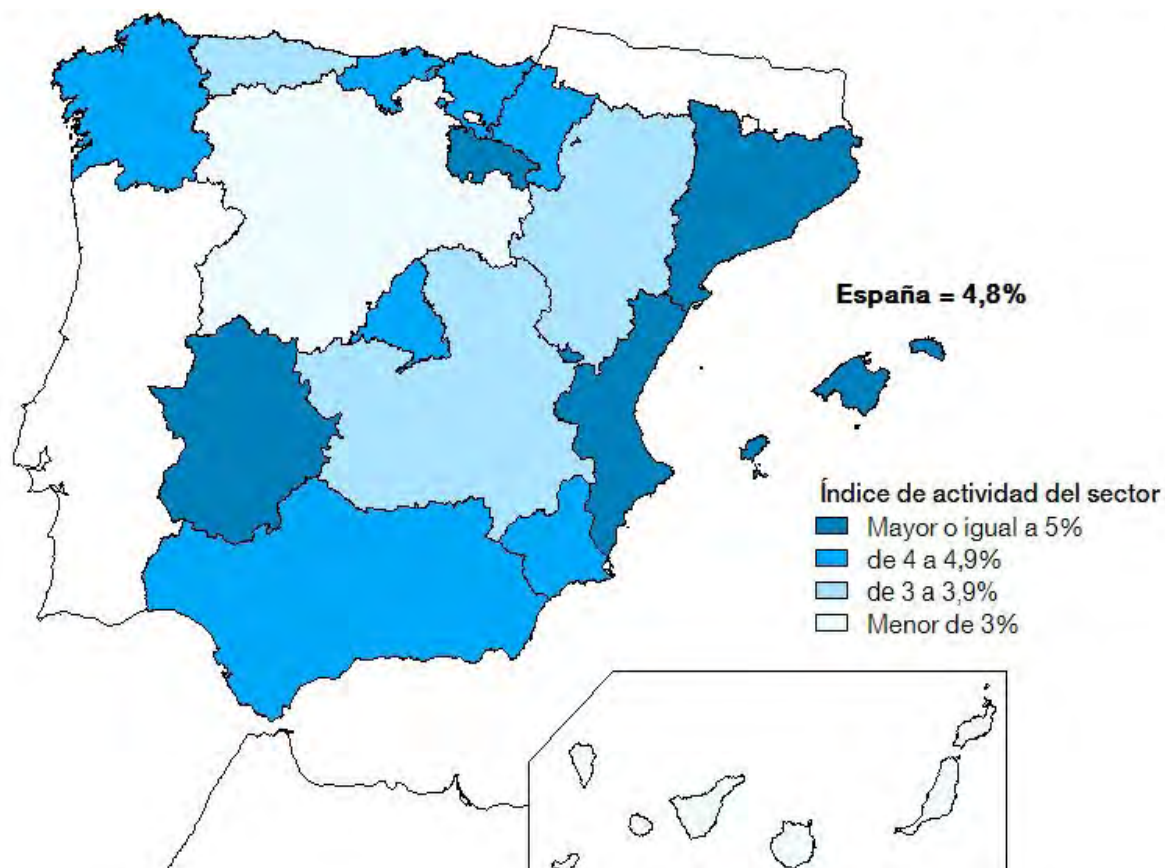 España = 4,8%
Índice de actividad del sector
Mayor o igual a 5%
de 4 a 4,9%
de 3 a 3,9%
Menor de 3%